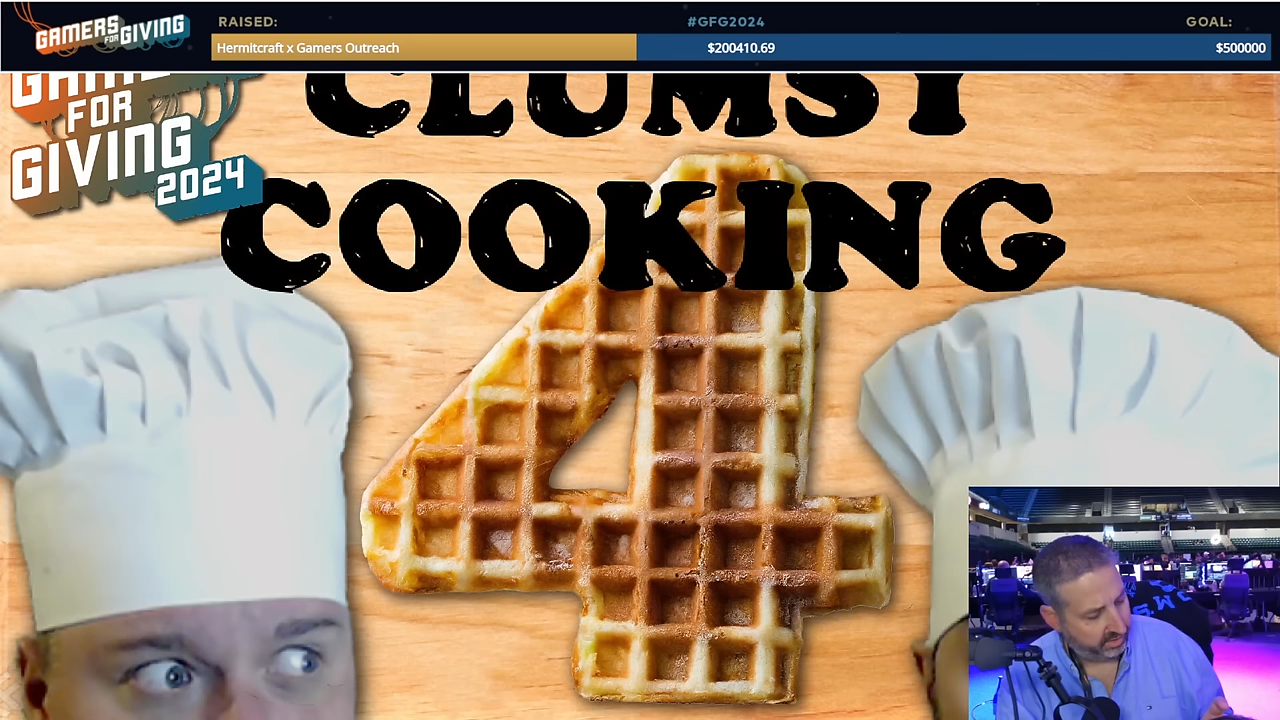 GAMERS
FOR
GIVING
RAISED:
#GFG2024
GOAL:
Hermitcraft x Gamers Outreach
$200410.69
$500000
FOR
GIVING
2024
CLUMSY
COOKING
4